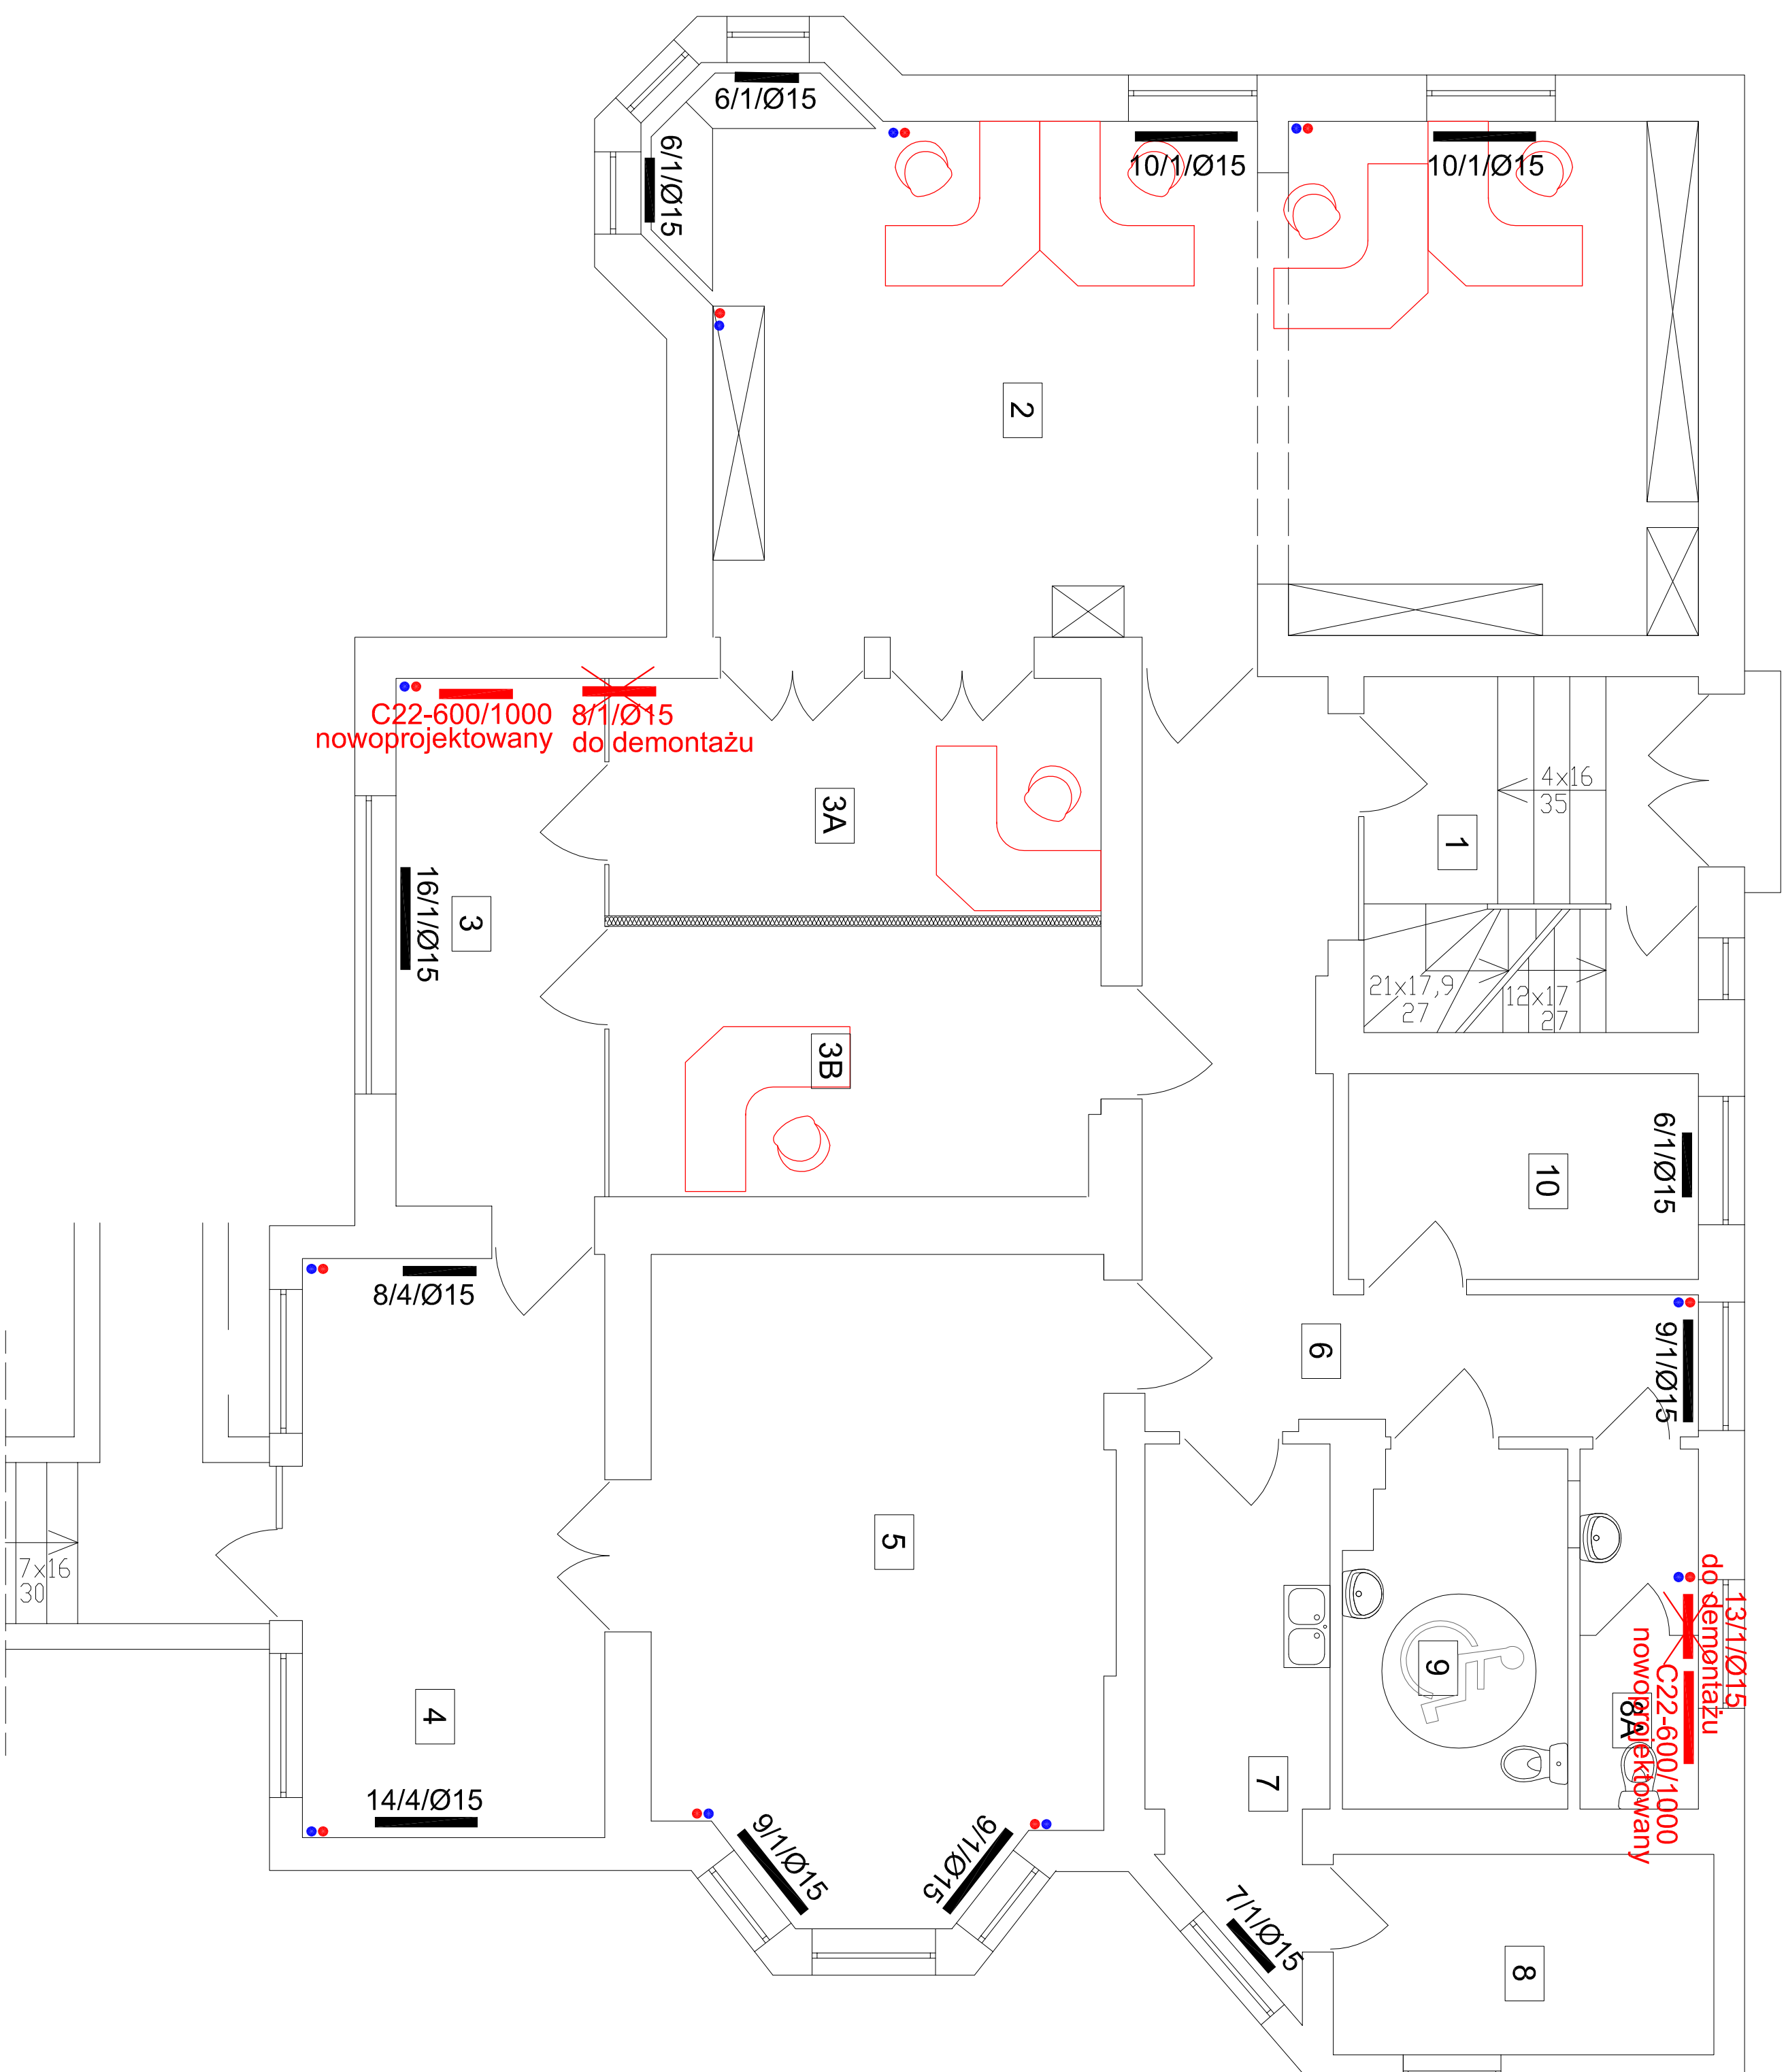 6/1/Ø15
6/1/Ø15
10/1/Ø15
10/1/Ø15
2
C22-600/1000
nowoprojektowany
8/1/Ø15
do demontażu
3A
4x16
35
1
16/1/Ø15
3
21x17,9
27
12x17
27
3B
6/1/Ø15
10
8/4/Ø15
6
9/1/Ø15
5
7x16
30
13/1/Ø15
do demontażu
C22-600/1000
nowoprojektowany
9
8A
4
7
14/4/Ø15
9/1/Ø15
9/1/Ø15
7/1/Ø15
8